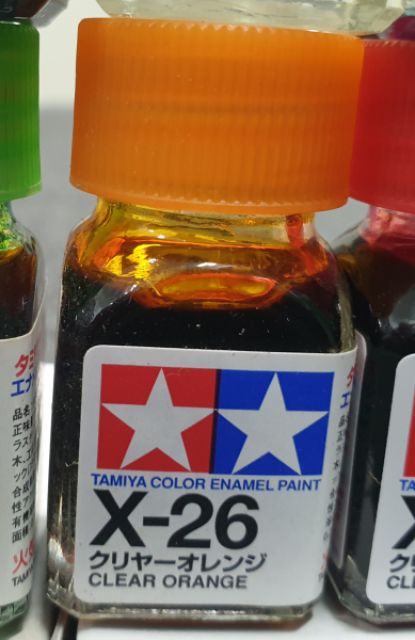 TAMIYA COLOR ENAMEL PAINT
X-26
クリヤーオレンジ
CLEAR ORANGE